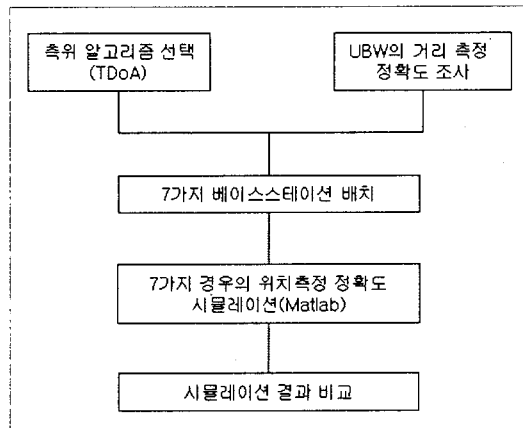 측위 알고리즘 선택
(TDoA)
UBW의 거리 측정
정확도 조사
7가지 베이스스테이션 배치
7가지 경우의 위치측정 정확도
시뮬레이션(Matlab)
시뮬레이션 결과 비교